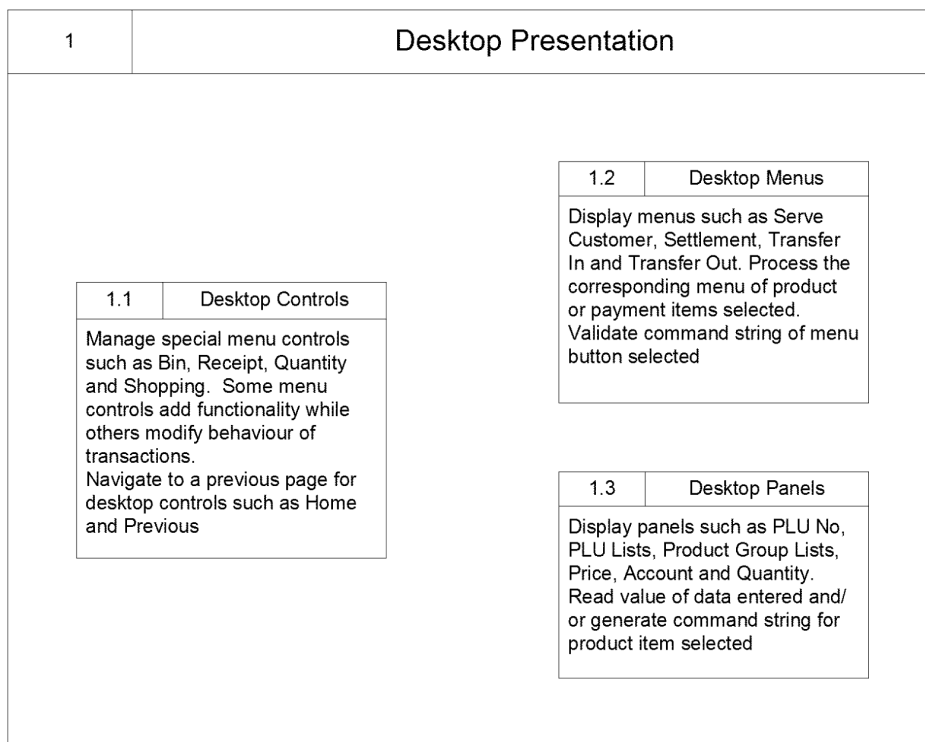 1
Desktop Presentation
1.1
Desktop Controls
Manage special menu controls
such as Bin, Receipt, Quantity
and Shopping.  Some menu
controls add functionality while
others modify behaviour of
transactions.
Navigate to a previous page for
desktop controls such as Home
and Previous
1.2
Desktop Menus
Display menus such as Serve
Customer, Settlement, Transfer
In and Transfer Out. Process the
corresponding menu of product
or payment items selected.
Validate command string of menu
button selected
1.3
Desktop Panels
Display panels such as PLU No,
PLU Lists, Product Group Lists,
Price, Account and Quantity.
Read value of data entered and/
or generate command string for
product item selected